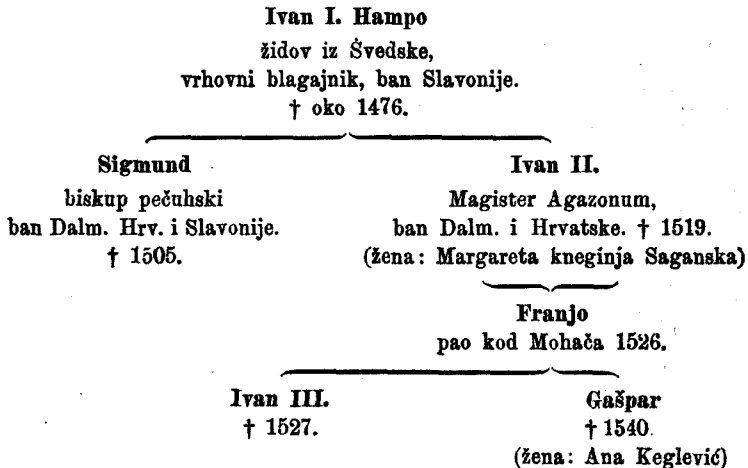 Ivan I. Hampo
židov iz Švedske,
vrhovni blagajnik, ban Slavonije.
† oko 1476.
Sigmund
biskup pečuhski
ban Dalm. Hrv. i Slavonije.
† 1505.
Ivan II.
Magister Agazonum,
ban Dalm. i Hrvatske. † 1519.
(žena: Margareta kneginja Saganska)
Franjo
pao kod Mohača 1526.
Ivan III.
† 1527.
Gašpar
† 1540.
(žena: Ana Keglević)